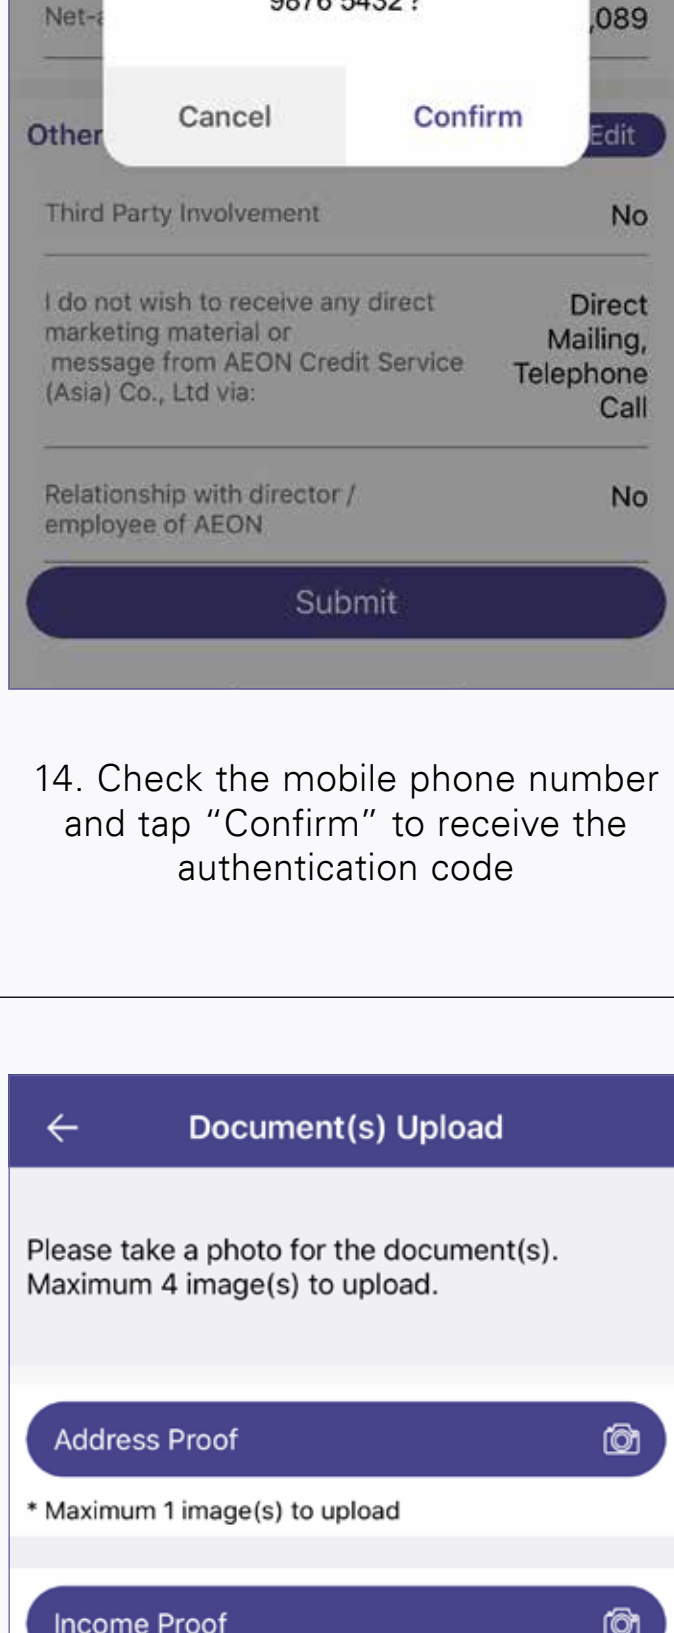 9876 5432 ?
Net-a
,089
Cancel
Confirm
Other
Edit
Third Party Involvement
No
I do not wish to receive any direct
marketing material or
message from AEON Credit Service
(Asia) Co., Ltd via:
Direct
Mailing,
Telephone
Call
Relationship with director /
employee of AEON
No
Submit
14. Check the mobile phone number
and tap “Confirm” to receive the
authentication code
Document(s) Upload
Please take a photo for the document(s).
Maximum 4 image(s) to upload.
Address Proof
* Maximum 1 image(s) to upload
Income Proof